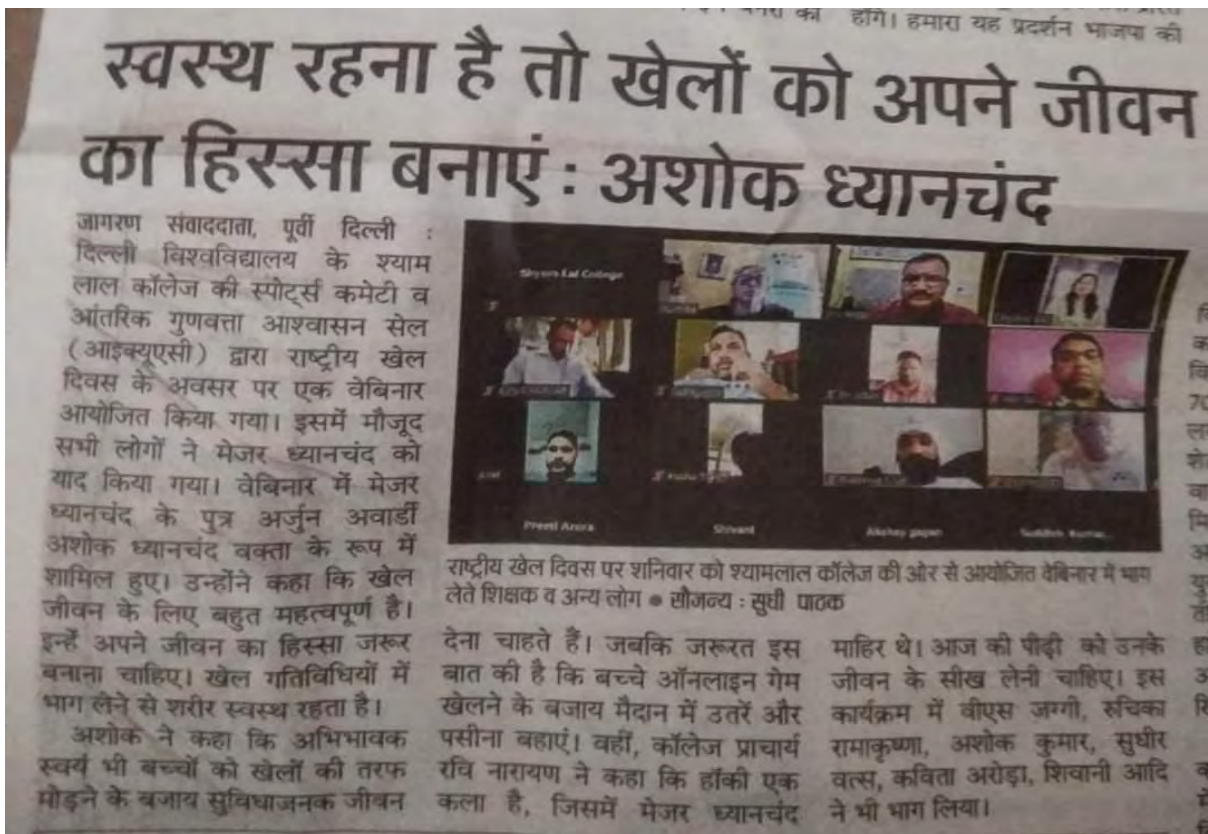 होंगे। हमारा यह प्रदर्शन भाजपा की
स्वस्थ रहना है तो खेलों को अपने जीवन
का हिस्सा बनाएं : अशोक ध्यानचंद
जागरण संवाददाता, पूर्वी दिल्ली :
दिल्ली विश्वविद्यालय के श्याम
लाल कॉलेज की स्पोर्ट्स कमेटी व
आंतरिक गुणवत्ता आश्वासन सेल
(आइक्यूएसी) द्वारा राष्ट्रीय खेल
दिवस के अवसर पर एक वेबिनार
आयोजित किया गया। इसमें मौजूद
सभी लोगों ने मेजर ध्यानचंद को
याद किया गया। वेबिनार में मेजर
ध्यानचंद के पुत्र अर्जुन अवार्डी
अशोक ध्यानचंद वक्ता के रूप में
शामिल हुए। उन्होंने कहा कि खेल
जीवन के लिए बहुत महत्वपूर्ण है।
इन्हें अपने जीवन का हिस्सा जरूर
बनाना चाहिए। खेल गतिविधियों में
भाग लेने से शरीर स्वस्थ रहता है।
अशोक ने कहा कि अभिभावक
स्वयं भी बच्चों को खेलों की तरफ
मोड़ने के बजाय सुविधाजनक जीवन
Shyam Lal College
Preeti Arora
Shivani
Akshay gagan
राष्ट्रीय खेल दिवस पर शनिवार को श्यामलाल कॉलेज की ओर से आयोजित वेबिनार में भाग
लेते शिक्षक व अन्य लोग ● सौजन्य : सुधी पाठक
देना चाहते हैं। जबकि जरूरत इस
बात की है कि बच्चे ऑनलाइन गेम
खेलने के बजाय मैदान में उतरें और
पसीना बहाएं। वहीं, कॉलेज प्राचार्य
रवि नारायण ने कहा कि हॉकी एक
कला है, जिसमें मेजर ध्यानचंद
माहिर थे। आज की पीढ़ी को उनके
जीवन के सीख लेनी चाहिए। इस
कार्यक्रम में वीएस जग्गी, रुचिका
रामाकृष्णा, अशोक कुमार, सुधीर
वत्स, कविता अरोड़ा, शिवानी आदि
ने भी भाग लिया।